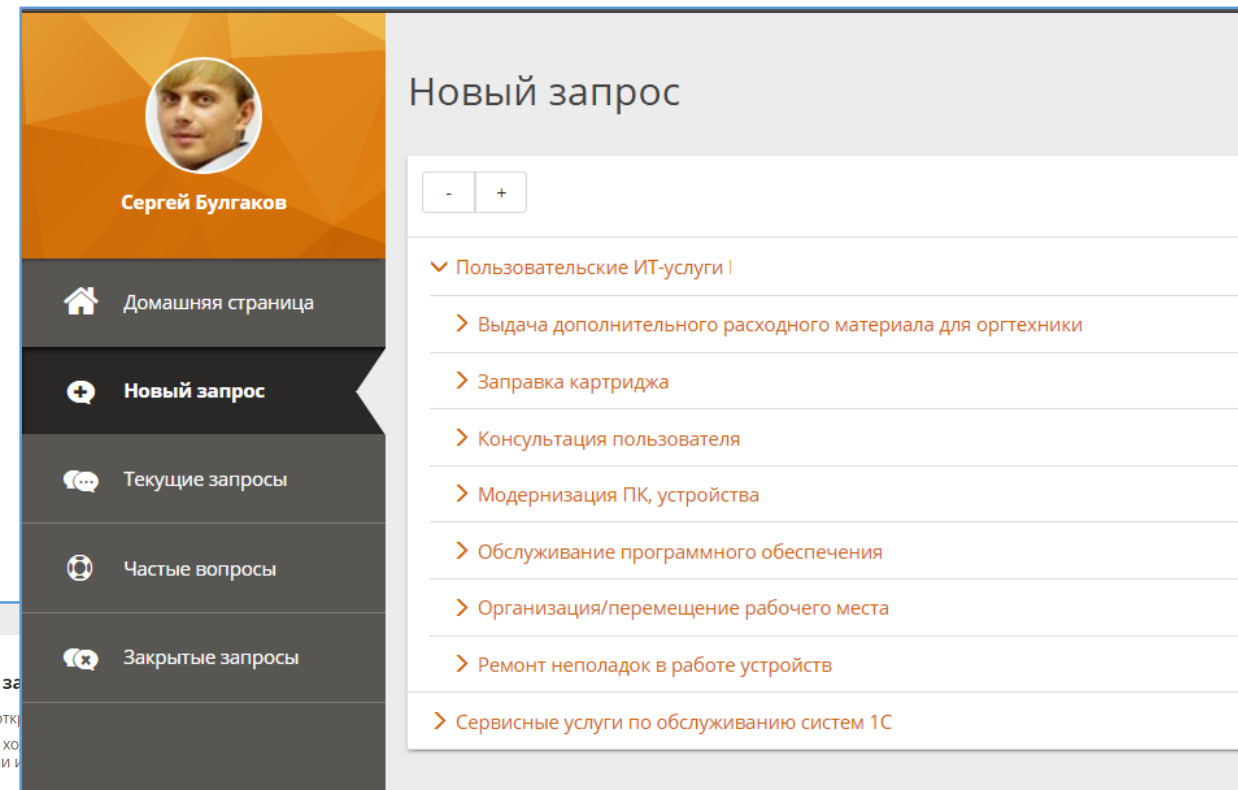 Новый запрос
Сергей Булгаков
- +
Пользовательские ИТ-услуги
Домашняя страница
Выдача дополнительного расходного материала для оргтехники
Новый запрос
Заправка картриджа
Консультация пользователя
Текущие запросы
Модернизация ПК, устройства
Частые вопросы
Обслуживание программного обеспечения
Организация/перемещение рабочего места
Закрытые запросы
Ремонт неполадок в работе устройств
Сервисные услуги по обслуживанию систем 1С